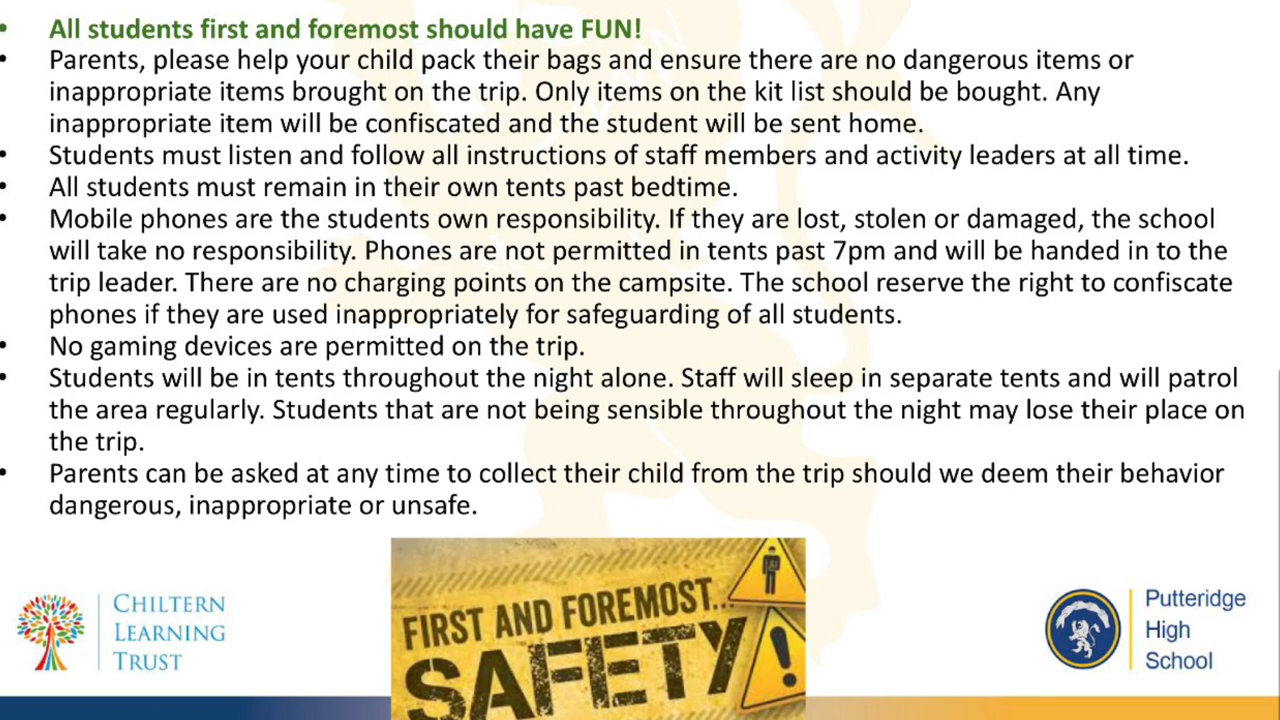 • All students first and foremost should have FUN!
• Parents, please help your child pack their bags and ensure there are no dangerous items or
inappropriate items brought on the trip. Only items on the kit list should be bought. Any
inappropriate item will be confiscated and the student will be sent home.
• Students must listen and follow all instructions of staff members and activity leaders at all time.
• All students must remain in their own tents past bedtime.
• Mobile phones are the students own responsibility. If they are lost, stolen or damaged, the school
will take no responsibility. Phones are not permitted in tents past 7pm and will be handed in to the
trip leader. There are no charging points on the campsite. The school reserve the right to confiscate
phones if they are used inappropriately for safeguarding of all students.
• No gaming devices are permitted on the trip.
• Students will be in tents throughout the night alone. Staff will sleep in separate tents and will patrol
the area regularly. Students that are not being sensible throughout the night may lose their place on
the trip.
• Parents can be asked at any time to collect their child from the trip should we deem their behavior
dangerous, inappropriate or unsafe.
FIRST AND FOREMOST...
SAFETY
CHILTERN
LEARNING
TRUST
Putteridge
High
School